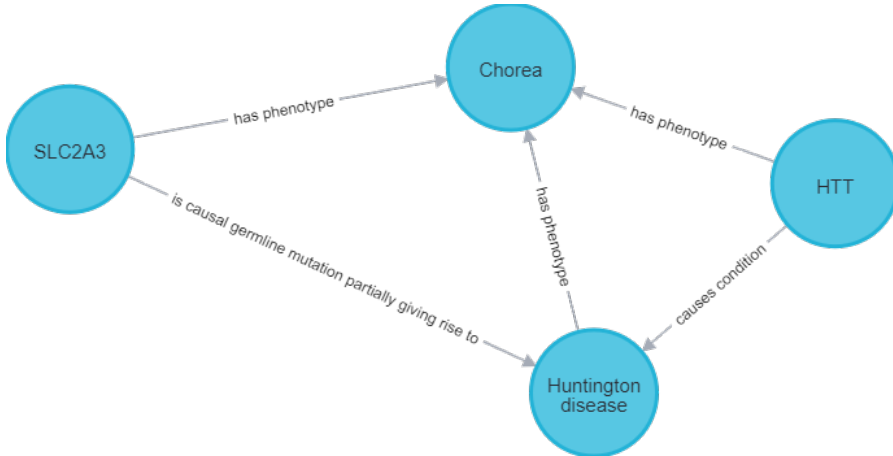 Chorea
has phenotype
has phenotype
SLC2A3
HTT
is causal germline mutation partially giving rise to
has phenotype
causes condition
Huntington
disease